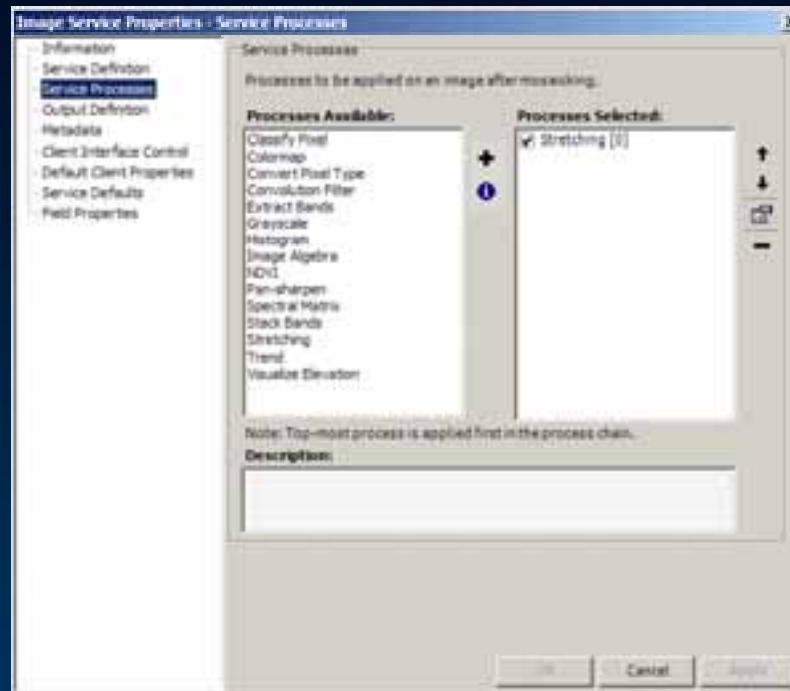 Image Service Properties - Service Processes
Information
Service Definition
Service Processes
Output Definition
Metadata
Client Interface Control
Default Client Properties
Service Defaults
Field Properties
Service Processes
Processes to be applied on an image after mosaicking.
Processes Available:
Classify Pixel
Colormap
Convert Pixel Type
Convolution Filter
Extract Bands
Grayscale
Histogram
Image Algebra
NDVI
Pan-sharpen
Spectral Matrix
Stack Bands
Stretching
Trend
Visualize Elevation
Processes Selected:
Stretching [0]
Note: Top-most process is applied first in the process chain.
Description:
OK
Cancel
Apply